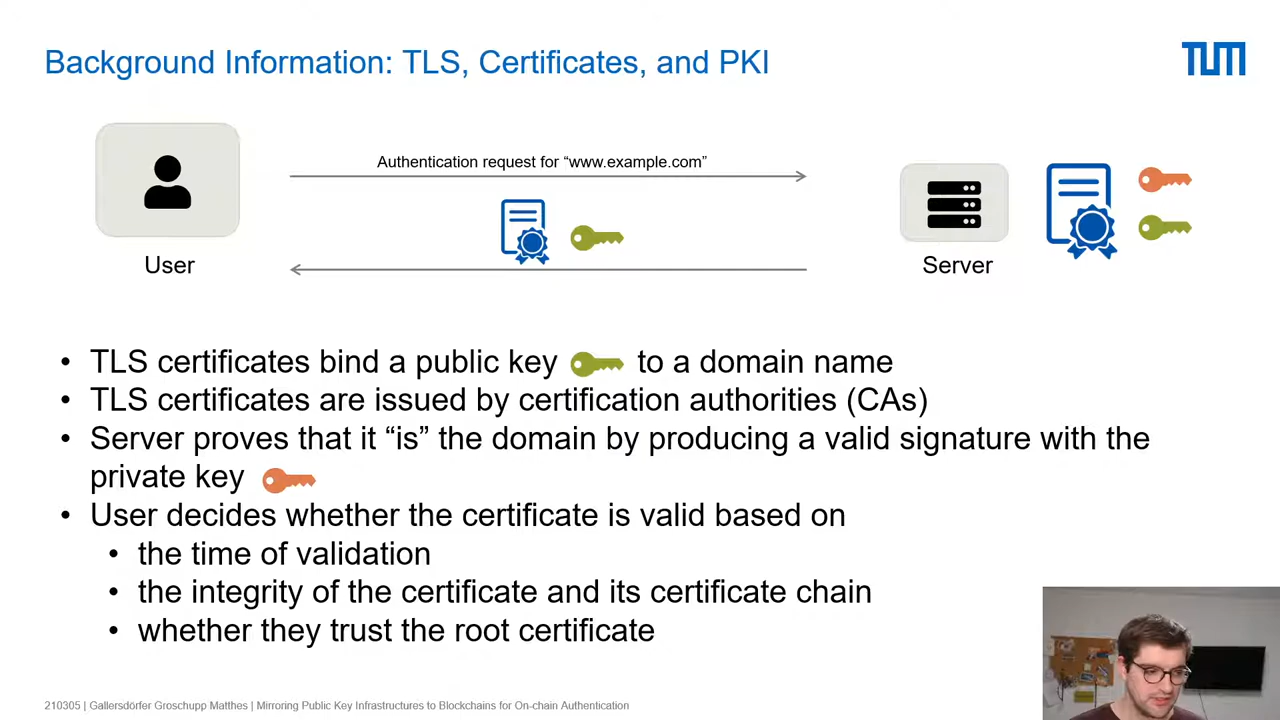 Background Information: TLS, Certificates, and PKI
TUM
Authentication request for “www.example.com”
User
Server
• TLS certificates bind a public key to a domain name
• TLS certificates are issued by certification authorities (CAs)
• Server proves that it “is” the domain by producing a valid signature with the
private key
• User decides whether the certificate is valid based on
• the time of validation
• the integrity of the certificate and its certificate chain
• whether they trust the root certificate
210305 | Gallersdörfer Groschupp Matthes | Mirroring Public Key Infrastructures to Blockchains for On-chain Authentication